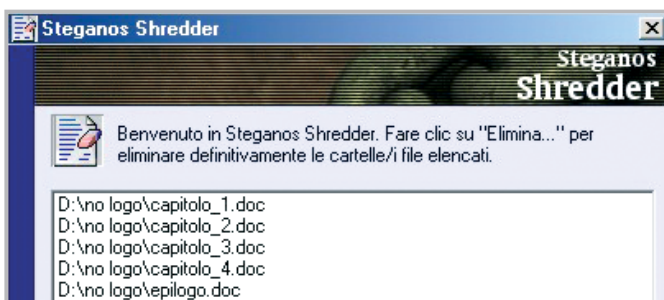 Steganos Shredder
Steganos
Shredder
Benvenuto in Steganos Shredder. Fare clic su "Elimina..." per
eliminare definitivamente le cartelle/i file elencati.
D:\no logo\capitolo_1.doc
D:\no logo\capitolo_2.doc
D:\no logo\capitolo_3.doc
D:\no logo\capitolo_4.doc
D:\no logo\epilogo.doc